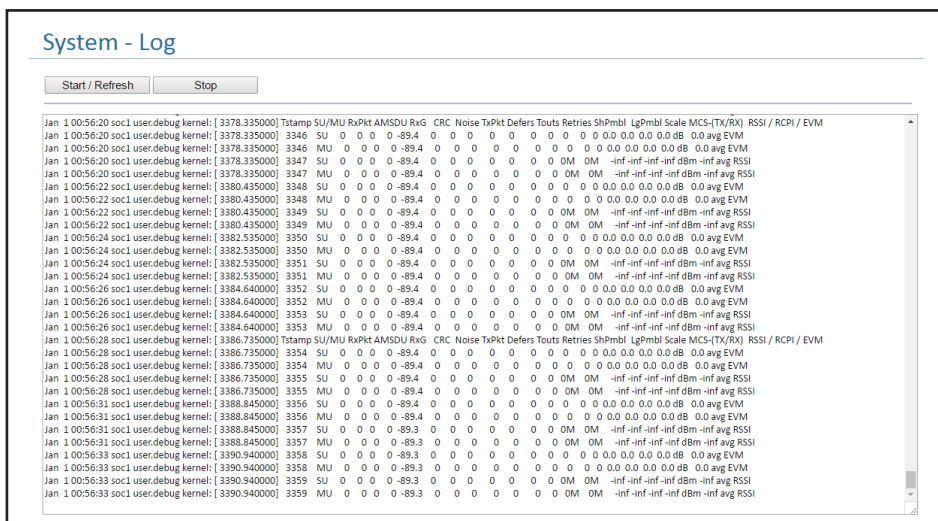 System - Log
Start / Refresh Stop
Jan 1 00:56:20 soc1 user.debug kernel: [ 3378.335000] Tstamp SU/MU RxPkt AMSDU RxG CRC Noise TxPkt Defers Touts Retries ShPmbl LgPmbl Scale MCS-(TX/RX) RSSI / RCPI / EVM
Jan 1 00:56:20 soc1 user.debug kernel: [ 3378.335000] 3346 SU 0 0 0 0 -89.4 0 0 0 0 0 0 0 0 0.0 0.0 0.0 0.0 dB 0.0 avg EVM
Jan 1 00:56:20 soc1 user.debug kernel: [ 3378.335000] 3346 MU 0 0 0 0 -89.4 0 0 0 0 0 0 0 0 0.0 0.0 0.0 0.0 dB 0.0 avg EVM
Jan 1 00:56:20 soc1 user.debug kernel: [ 3378.335000] 3347 SU 0 0 0 0 -89.4 0 0 0 0 0 0 0M 0M -inf -inf -inf -inf dBm -inf avg RSSI
Jan 1 00:56:20 soc1 user.debug kernel: [ 3378.335000] 3347 MU 0 0 0 0 -89.4 0 0 0 0 0 0 0M 0M -inf -inf -inf -inf dBm -inf avg RSSI
Jan 1 00:56:22 soc1 user.debug kernel: [ 3380.435000] 3348 SU 0 0 0 0 -89.4 0 0 0 0 0 0 0 0 0.0 0.0 0.0 0.0 dB 0.0 avg EVM
Jan 1 00:56:22 soc1 user.debug kernel: [ 3380.435000] 3348 MU 0 0 0 0 -89.4 0 0 0 0 0 0 0 0 0.0 0.0 0.0 0.0 dB 0.0 avg EVM
Jan 1 00:56:22 soc1 user.debug kernel: [ 3380.435000] 3349 SU 0 0 0 0 -89.4 0 0 0 0 0 0 0M 0M -inf -inf -inf -inf dBm -inf avg RSSI
Jan 1 00:56:22 soc1 user.debug kernel: [ 3380.435000] 3349 MU 0 0 0 0 -89.4 0 0 0 0 0 0 0M 0M -inf -inf -inf -inf dBm -inf avg RSSI
Jan 1 00:56:24 soc1 user.debug kernel: [ 3382.535000] 3350 SU 0 0 0 0 -89.4 0 0 0 0 0 0 0 0 0.0 0.0 0.0 0.0 dB 0.0 avg EVM
Jan 1 00:56:24 soc1 user.debug kernel: [ 3382.535000] 3350 MU 0 0 0 0 -89.4 0 0 0 0 0 0 0 0 0.0 0.0 0.0 0.0 dB 0.0 avg EVM
Jan 1 00:56:24 soc1 user.debug kernel: [ 3382.535000] 3351 SU 0 0 0 0 -89.4 0 0 0 0 0 0 0M 0M -inf -inf -inf -inf dBm -inf avg RSSI
Jan 1 00:56:24 soc1 user.debug kernel: [ 3382.535000] 3351 MU 0 0 0 0 -89.4 0 0 0 0 0 0 0M 0M -inf -inf -inf -inf dBm -inf avg RSSI
Jan 1 00:56:26 soc1 user.debug kernel: [ 3384.640000] 3352 SU 0 0 0 0 -89.4 0 0 0 0 0 0 0 0 0.0 0.0 0.0 0.0 dB 0.0 avg EVM
Jan 1 00:56:26 soc1 user.debug kernel: [ 3384.640000] 3352 MU 0 0 0 0 -89.4 0 0 0 0 0 0 0 0 0.0 0.0 0.0 0.0 dB 0.0 avg EVM
Jan 1 00:56:26 soc1 user.debug kernel: [ 3384.640000] 3353 SU 0 0 0 0 -89.4 0 0 0 0 0 0 0M 0M -inf -inf -inf -inf dBm -inf avg RSSI
Jan 1 00:56:26 soc1 user.debug kernel: [ 3384.640000] 3353 MU 0 0 0 0 -89.4 0 0 0 0 0 0 0M 0M -inf -inf -inf -inf dBm -inf avg RSSI
Jan 1 00:56:28 soc1 user.debug kernel: [ 3386.735000] Tstamp SU/MU RxPkt AMSDU RxG CRC Noise TxPkt Defers Touts Retries ShPmbl LgPmbl Scale MCS-(TX/RX) RSSI / RCPI / EVM
Jan 1 00:56:28 soc1 user.debug kernel: [ 3386.735000] 3354 SU 0 0 0 0 -89.4 0 0 0 0 0 0 0 0 0.0 0.0 0.0 0.0 dB 0.0 avg EVM
Jan 1 00:56:28 soc1 user.debug kernel: [ 3386.735000] 3354 MU 0 0 0 0 -89.4 0 0 0 0 0 0 0 0 0.0 0.0 0.0 0.0 dB 0.0 avg EVM
Jan 1 00:56:28 soc1 user.debug kernel: [ 3386.735000] 3355 SU 0 0 0 0 -89.4 0 0 0 0 0 0 0M 0M -inf -inf -inf -inf dBm -inf avg RSSI
Jan 1 00:56:28 soc1 user.debug kernel: [ 3386.735000] 3355 MU 0 0 0 0 -89.4 0 0 0 0 0 0 0M 0M -inf -inf -inf -inf dBm -inf avg RSSI
Jan 1 00:56:31 soc1 user.debug kernel: [ 3388.845000] 3356 SU 0 0 0 0 -89.4 0 0 0 0 0 0 0 0 0.0 0.0 0.0 0.0 dB 0.0 avg EVM
Jan 1 00:56:31 soc1 user.debug kernel: [ 3388.845000] 3356 MU 0 0 0 0 -89.4 0 0 0 0 0 0 0 0 0.0 0.0 0.0 0.0 dB 0.0 avg EVM
Jan 1 00:56:31 soc1 user.debug kernel: [ 3388.845000] 3357 SU 0 0 0 0 -89.3 0 0 0 0 0 0 0M 0M -inf -inf -inf -inf dBm -inf avg RSSI
Jan 1 00:56:31 soc1 user.debug kernel: [ 3388.845000] 3357 MU 0 0 0 0 -89.3 0 0 0 0 0 0 0M 0M -inf -inf -inf -inf dBm -inf avg RSSI
Jan 1 00:56:33 soc1 user.debug kernel: [ 3390.940000] 3358 SU 0 0 0 0 -89.3 0 0 0 0 0 0 0 0 0.0 0.0 0.0 0.0 dB 0.0 avg EVM
Jan 1 00:56:33 soc1 user.debug kernel: [ 3390.940000] 3358 MU 0 0 0 0 -89.3 0 0 0 0 0 0 0 0 0.0 0.0 0.0 0.0 dB 0.0 avg EVM
Jan 1 00:56:33 soc1 user.debug kernel: [ 3390.940000] 3359 SU 0 0 0 0 -89.3 0 0 0 0 0 0 0M 0M -inf -inf -inf -inf dBm -inf avg RSSI
Jan 1 00:56:33 soc1 user.debug kernel: [ 3390.940000] 3359 MU 0 0 0 0 -89.3 0 0 0 0 0 0 0M 0M -inf -inf -inf -inf dBm -inf avg RSSI